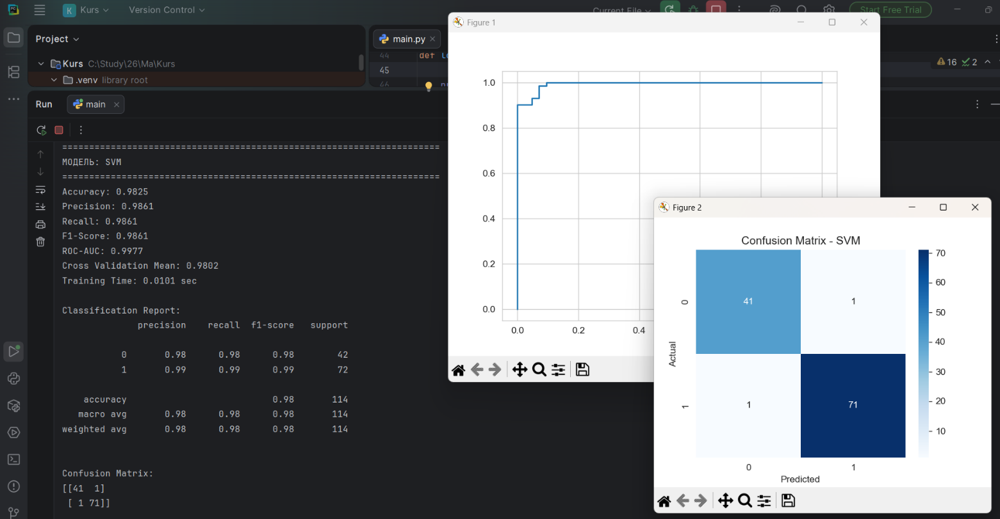 K Kurs Version Control Current File Start Free Trial
Project
Kurs C:\Study\26\Ma\Kurs
.venv library root
main.py
44 def
45
46
16 2
Run main
======================================================================
МОДЕЛЬ: SVM
======================================================================
Accuracy: 0.9825
Precision: 0.9861
Recall: 0.9861
F1-Score: 0.9861
ROC-AUC: 0.9977
Cross Validation Mean: 0.9802
Training Time: 0.0101 sec
Classification Report:
precision recall f1-score support
0 0.98 0.98 0.98 42
1 0.99 0.99 0.99 72
accuracy 0.98 114
macro avg 0.98 0.98 0.98 114
weighted avg 0.98 0.98 0.98 114
Confusion Matrix:
[[41 1]
[ 1 71]]
Figure 1
1.0
0.8
0.6
0.4
0.2
0.0
0.0 0.2 0.4
Figure 2
Confusion Matrix - SVM
Actual
0 41 1
1 1 71
0 1
Predicted
70
60
50
40
30
20
10